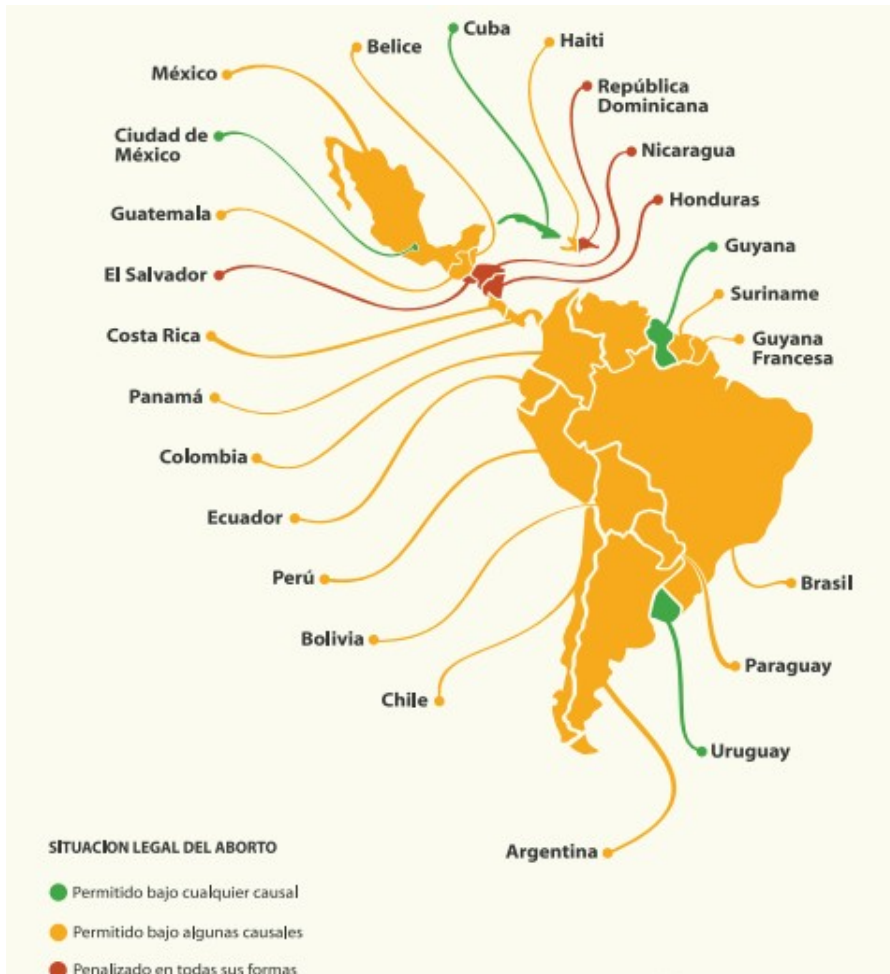 Cuba
Belice
Haiti
México
República
Dominicana
Ciudad de
México
Nicaragua
Honduras
Guatemala
Guyana
El Salvador
Suriname
Costa Rica
Guyana
Francesa
Panamá
Colombia
Ecuador
Perú
Brasil
Bolivia
Paraguay
Chile
Uruguay
Argentina
SITUACION LEGAL DEL ABORTO
Permitido bajo cualquier causal
Permitido bajo algunas causales
Penalizado en todas sus formas